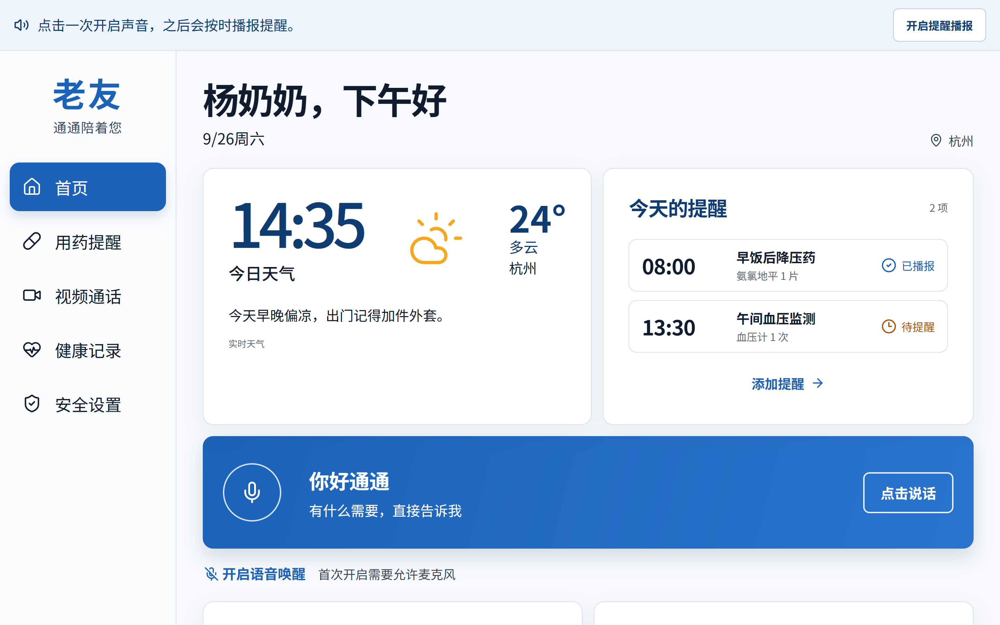 点击一次开启声音，之后会按时播报提醒。
开启提醒播报
老友
通通陪着您
首页
用药提醒
视频通话
健康记录
安全设置
杨奶奶，下午好
9/26周六
杭州
14:35
今日天气
24°
多云
杭州
今天早晚偏凉，出门记得加件外套。
实时天气
今天的提醒
2 项
08:00
早饭后降压药
氨氯地平 1 片
已播报
13:30
午间血压监测
血压计 1 次
待提醒
添加提醒
你好通通
有什么需要，直接告诉我
点击说话
开启语音唤醒
首次开启需要允许麦克风